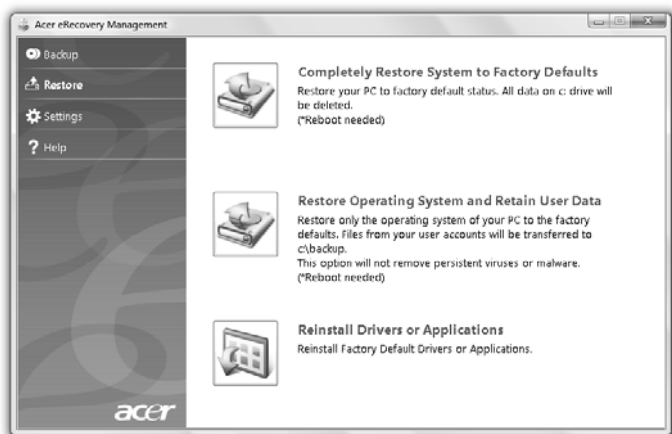 Acer eRecovery Management
Backup
Restore
Settings
? Help
Completely Restore System to Factory Defaults
Restore your PC to factory default status. All data on c: drive will
be deleted.
(*Reboot needed)
Restore Operating System and Retain User Data
Restore only the operating system of your PC to the factory
defaults. Files from your user accounts will be transferred to
c:\backup.
This option will not remove persistent viruses or malware.
(*Reboot needed)
Reinstall Drivers or Applications
Reinstall Factory Default Drivers or Applications.
acer